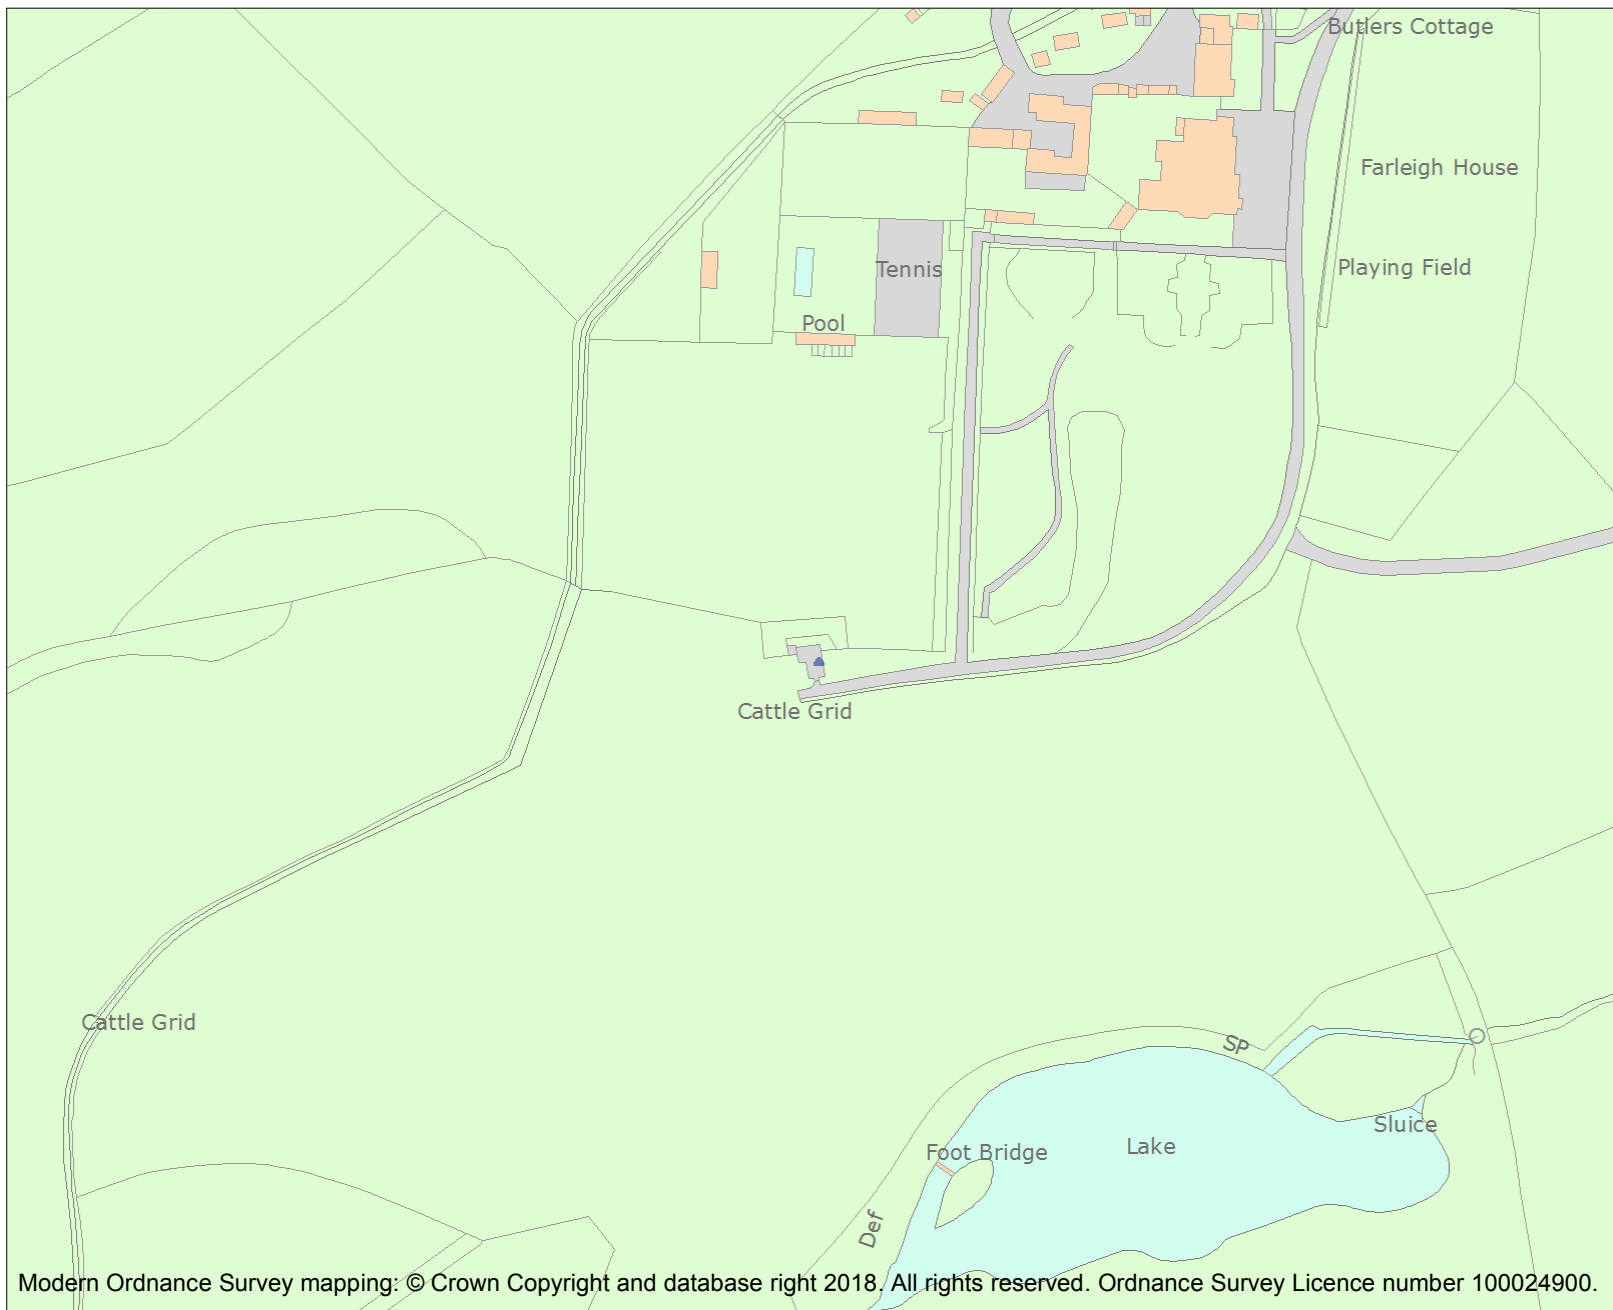 Butlers Cottage
Farleigh House
Playing Field
Tennis
Pool
Cattle Grid
Cattle Grid
SP
Sluice
Lake
Foot Bridge
Def
Modern Ordnance Survey mapping: © Crown Copyright and database right 2018. All rights reserved. Ordnance Survey Licence number 100024900.